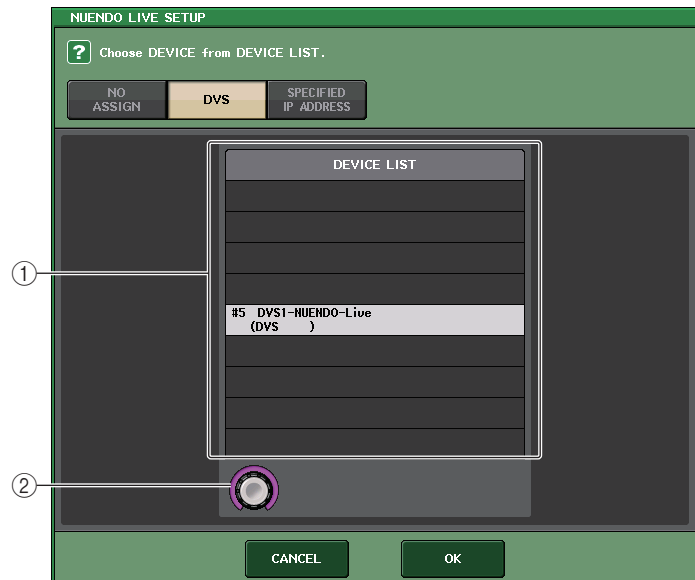 NUENDO LIVE SETUP
? Choose DEVICE from DEVICE LIST.
NO ASSIGN
DVS
SPECIFIED IP ADDRESS
DEVICE LIST
1
#5 DVS1-NUENDO-Live
(DVS )
2
CANCEL
OK